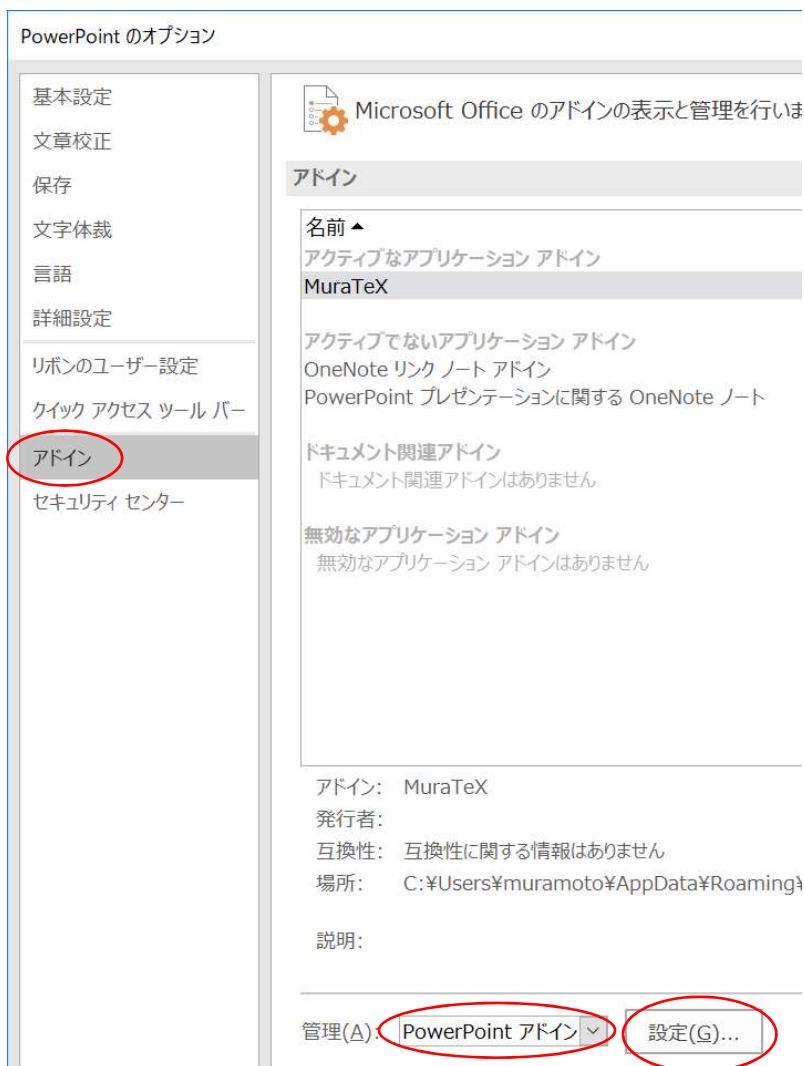 PowerPoint のオプション
基本設定
文章校正
保存
文字体裁
言語
詳細設定
リボンのユーザー設定
クイック アクセス ツール バー
アドイン
セキュリティ センター
Microsoft Office のアドインの表示と管理を行いま
アドイン
名前
アクティブなアプリケーション アドイン
MuraTeX
アクティブでないアプリケーション アドイン
OneNote リンク ノート アドイン
PowerPoint プレゼンテーションに関する OneNote ノート
ドキュメント関連アドイン
ドキュメント関連アドインはありません
無効なアプリケーション アドイン
無効なアプリケーション アドインはありません
アドイン: MuraTeX
発行者:
互換性: 互換性に関する情報はありません
場所: C:¥Users¥muramoto¥AppData¥Roaming¥
説明:
管理(A): PowerPoint アドイン 設定(G)...